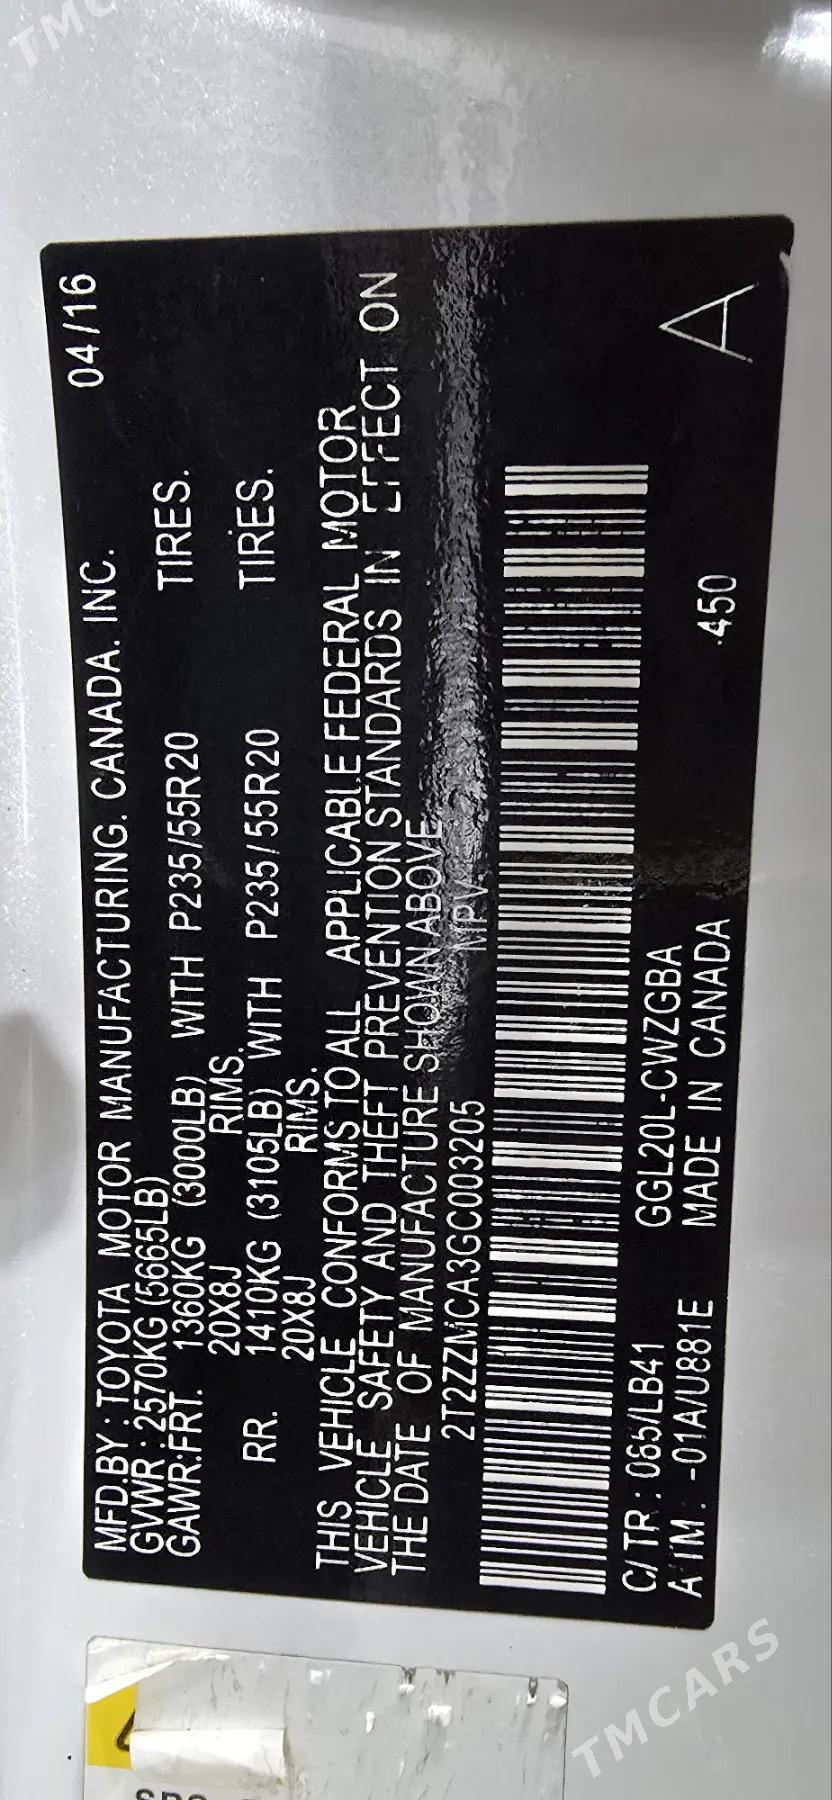 TMC
04/16
MFD.BY : TOYOTA MOTOR MANUFACTURING. CANADA. INC.
GVWR : 2570KG (5665LB)
GAWR:FRT. 1360KG (3000LB) WITH P235/55R20 TIRES.
20X8J RIMS.
RR. 1410KG (3105LB) WITH P235/55R20 TIRES.
20X8J RIMS.
THIS VEHICLE CONFORMS TO ALL APPLICABLE FEDERAL MOTOR
VEHICLE SAFETY AND THEFT PREVENTION STANDARDS IN EFFECT ON
THE DATE OF MANUFACTURE SHOWN ABOVE
2T2ZZMCA3GC003205 MPV
C/TR : 085/LB41 GGL20L-CWZGBA
A/TM : -01A/U881E MADE IN CANADA .450
A
TMCARS